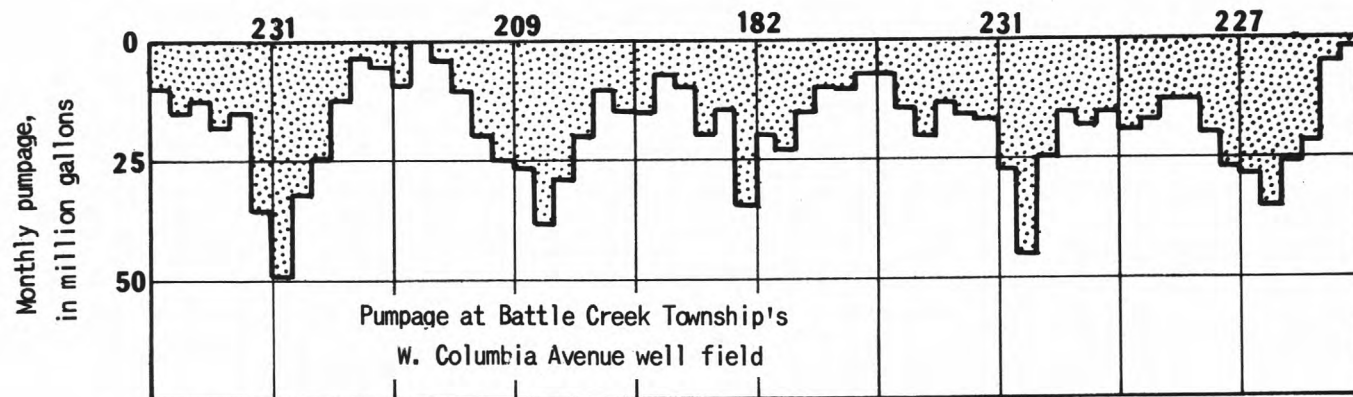 231 209 182 231 227
0
25
50
Monthly pumpage,
in million gallons
Pumpage at Battle Creek Township's
W. Columbia Avenue well field